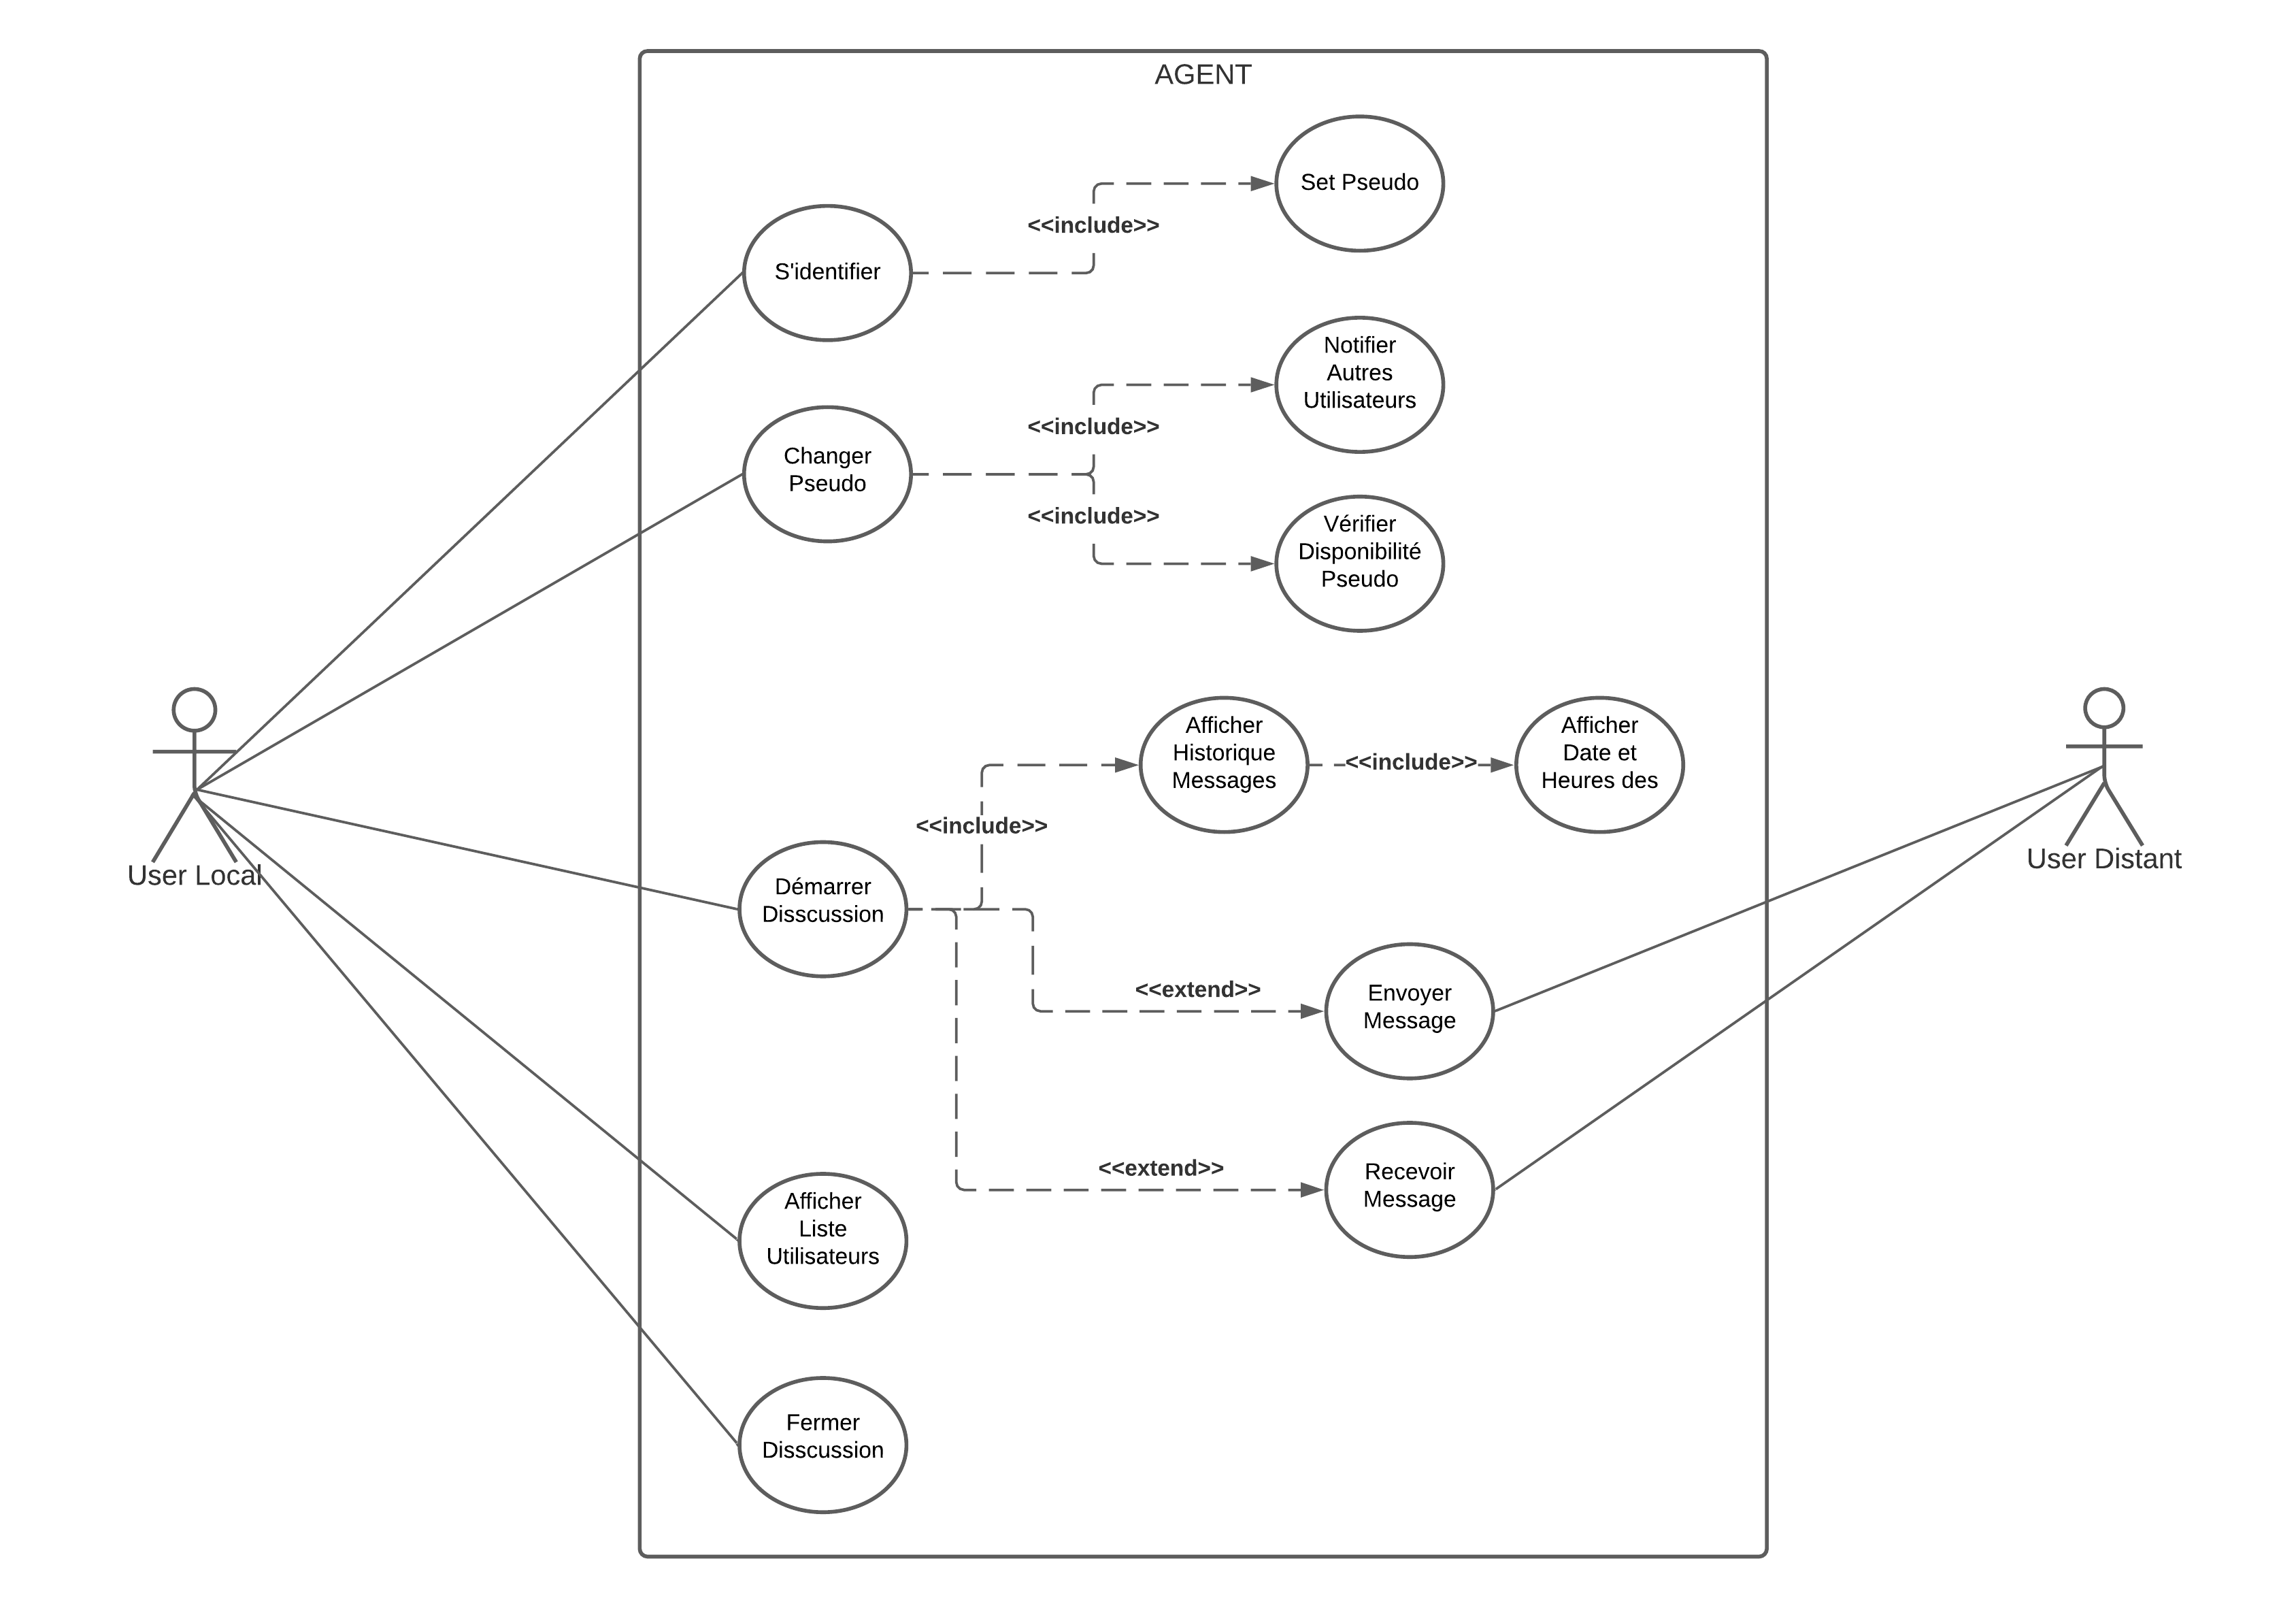 AGENT
Set Pseudo
<<include>>
S'identifier
Notifier
Autres
Utilisateurs
<<include>>
Changer
Pseudo
<<include>>
Vérifier
Disponibilité
Pseudo
Afficher
Historique
Messages
<<include>>
Afficher
Date et
Heures des
<<include>>
User Local
User Distant
Démarrer
Disscussion
<<extend>>
Envoyer
Message
<<extend>>
Recevoir
Message
Afficher
Liste
Utilisateurs
Fermer
Disscussion